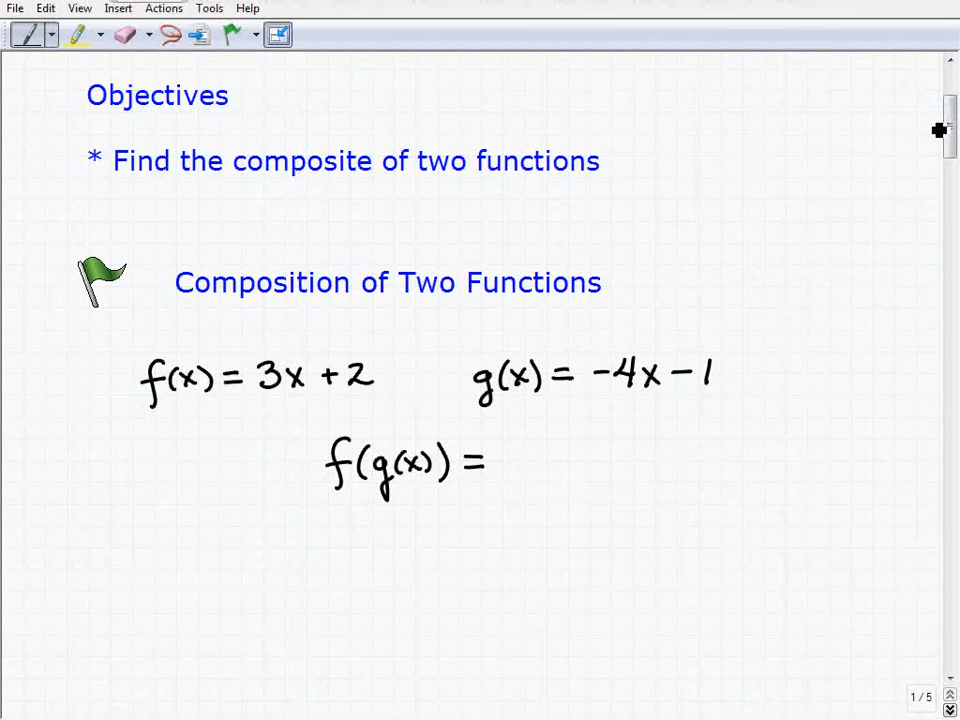 File Edit View Insert Actions Tools Help
Objectives
* Find the composite of two functions
Composition of Two Functions
f(x) = 3x + 2 g(x) = -4x - 1
f(g(x)) =
1 / 5